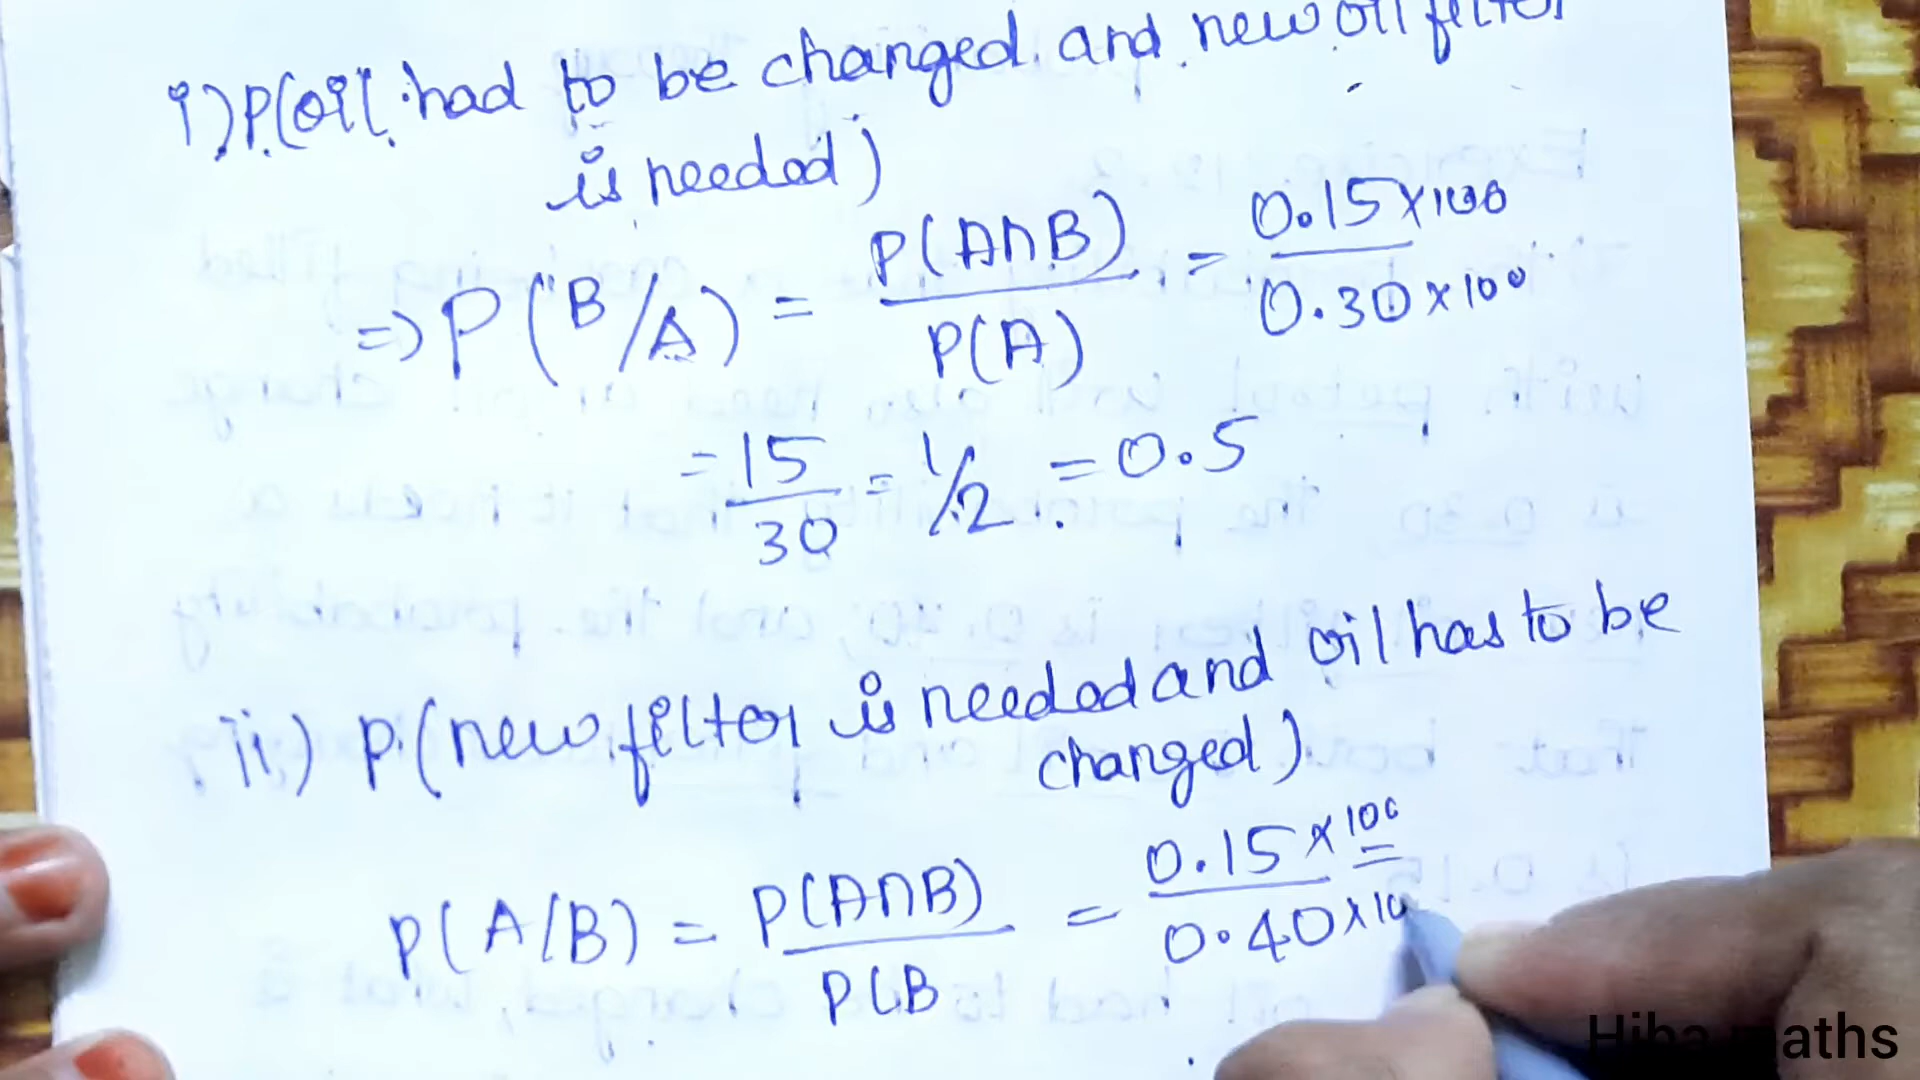 i) P(oil had to be changed and new oil filter
is needed)
=> P(B/A) = P(A∩B)/P(A) = 0.15×100/0.30×100
= 15/30 = 1/2 = 0.5
ii) P(new filter is needed and oil has to be
changed)
P(A/B) = P(A∩B)/P(B = 0.15×100/0.40×10
Hiba maths